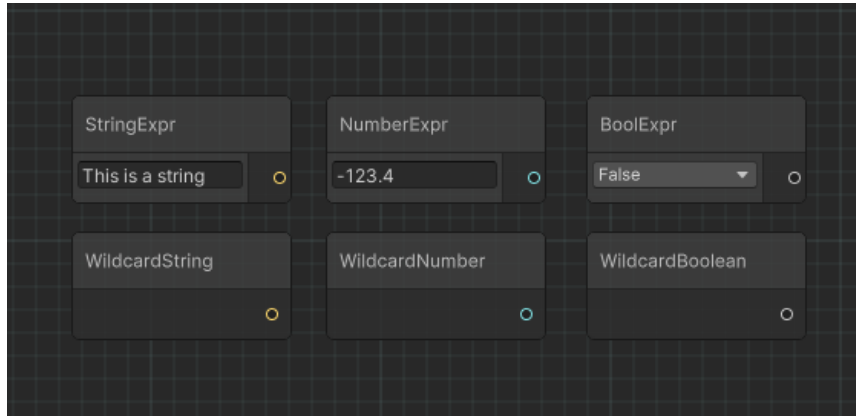 StringExpr
NumberExpr
BoolExpr
This is a string
-123.4
False
WildcardString
WildcardNumber
WildcardBoolean